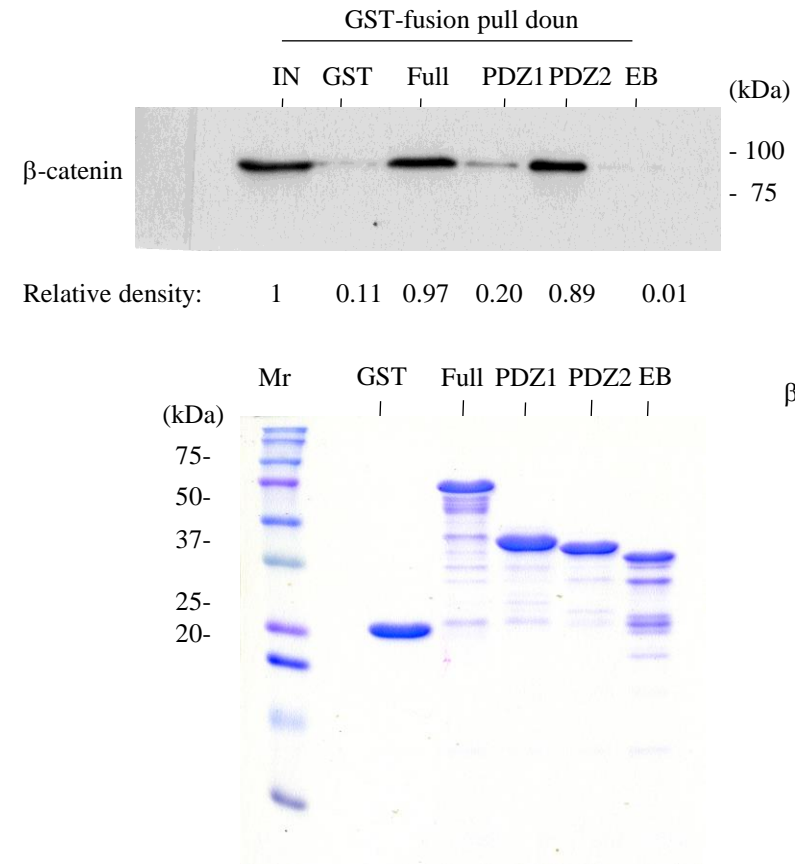 GST-fusion pull doun
IN GST Full PDZ1 PDZ2 EB
(kDa)
β-catenin
- 100
- 75
Relative density: 1 0.11 0.97 0.20 0.89 0.01
Mr GST Full PDZ1 PDZ2 EB
β
(kDa)
75-
50-
37-
25-
20-